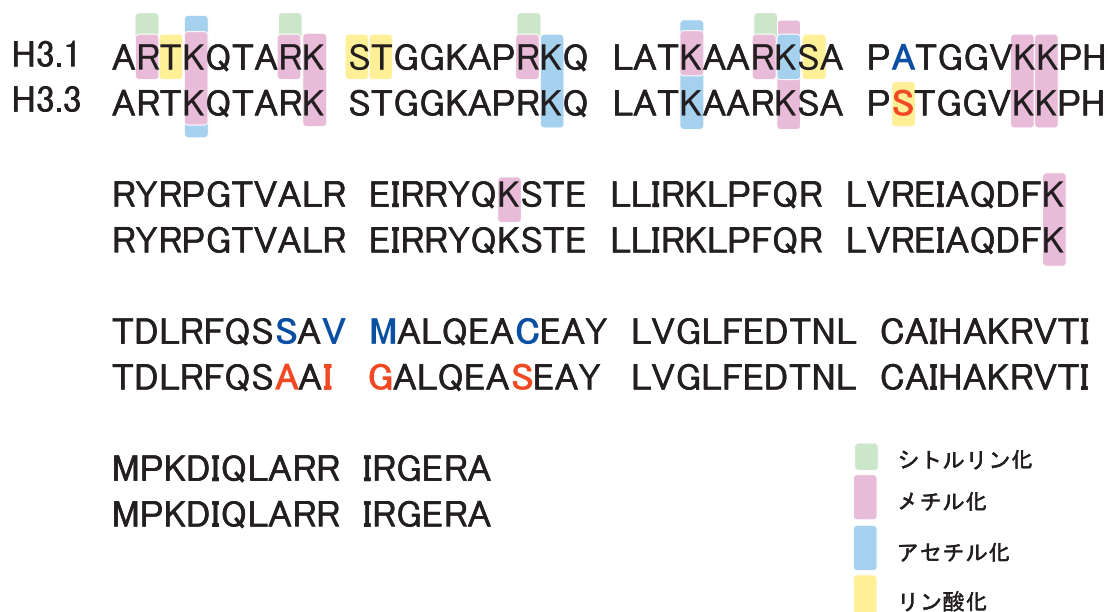 H3.1 ARTKQTARK STGGKAPRKQ LATKAARKSA PATGGVKKPH
H3.3 ARTKQTARK STGGKAPRKQ LATKAARKSA PSTGGVKKPH
RYRPGTVALR EIRRYQKSTE LLIRKLPFQR LVREIAQDFK
RYRPGTVALR EIRRYQKSTE LLIRKLPFQR LVREIAQDFK
TDLRFQSSAV MALQEACEAY LVGLFEDTNL CAIHAKRVTI
TDLRFQSAAI GALQEASEAY LVGLFEDTNL CAIHAKRVTI
MPKDIQLARR IRGERA
MPKDIQLARR IRGERA
シトルリン化
メチル化
アセチル化
リン酸化